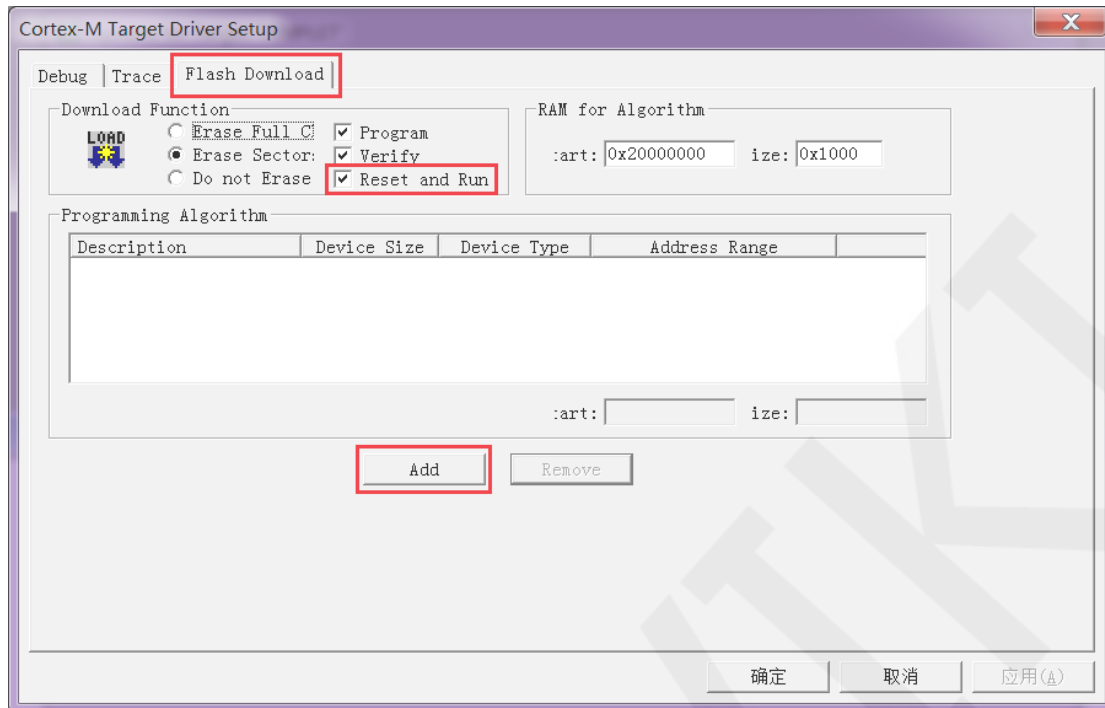 Cortex-M Target Driver Setup
Debug Trace Flash Download
Download Function
LOAD
Erase Full C
Erase Sector:
Do not Erase
Program
Verify
Reset and Run
RAM for Algorithm
:art: 0x20000000 ize: 0x1000
Programming Algorithm
Description Device Size Device Type Address Range
:art: ize:
Add Remove
确定 取消 应用(A)